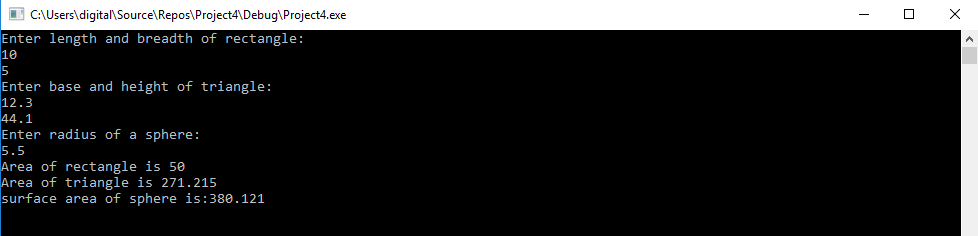 C:\Users\digital\Source\Repos\Project4\Debug\Project4.exe
Enter length and breadth of rectangle:
10
5
Enter base and height of triangle:
12.3
44.1
Enter radius of a sphere:
5.5
Area of rectangle is 50
Area of triangle is 271.215
surface area of sphere is:380.121